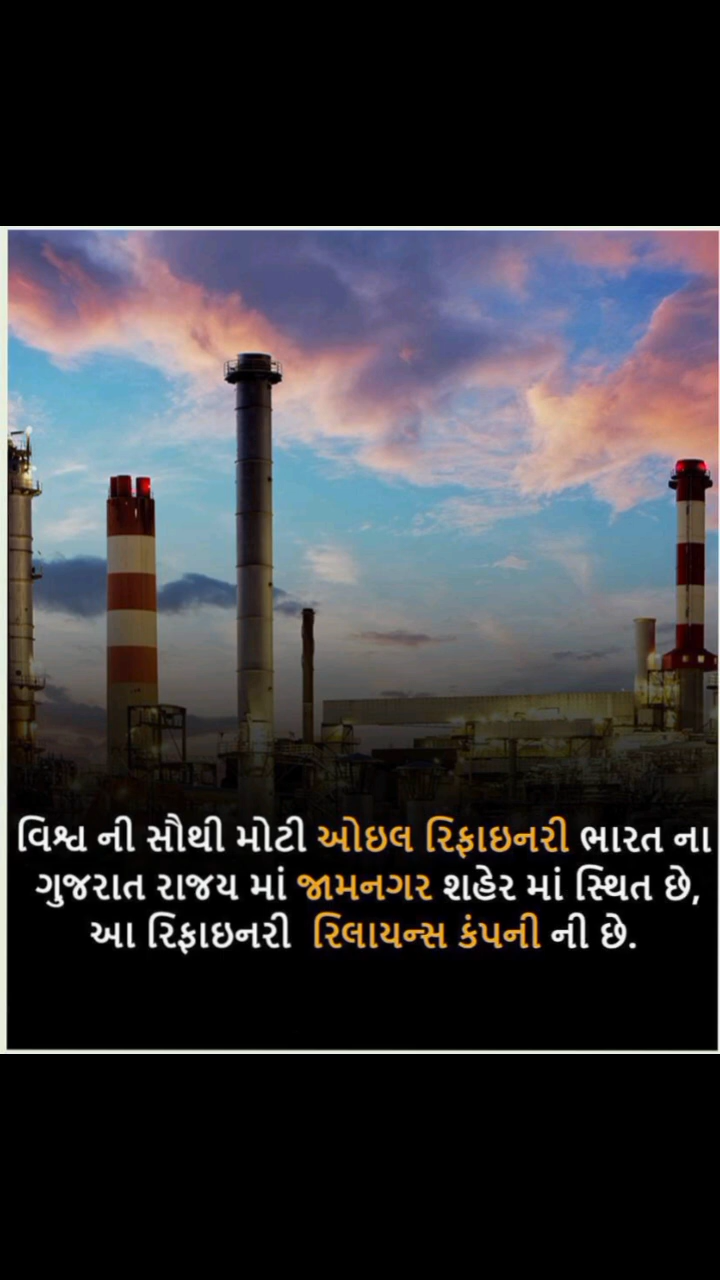 વિશ્વ ની સૌથી મોટી ઓઇલ રિફાઇનરી ભારત ના
ગુજરાત રાજય માં જામનગર શહેર માં સ્થિત છે,
આ રિફાઇનરી રિલાયન્સ કંપની ની છે.